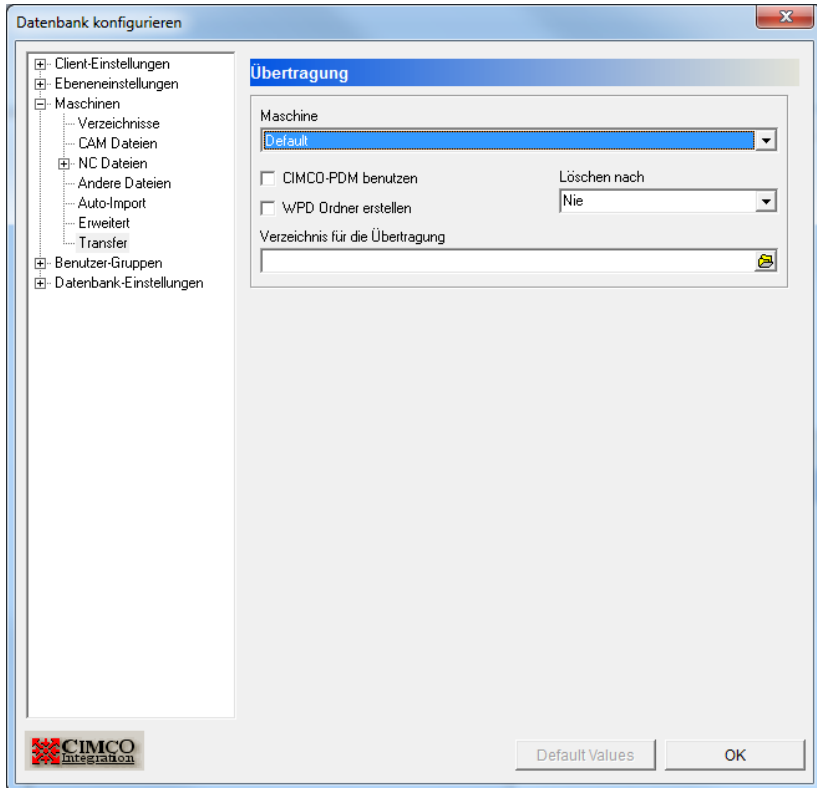 Datenbank konfigurieren
Client-Einstellungen
Ebeneneinstellungen
Maschinen
Verzeichnisse
CAM Dateien
NC Dateien
Andere Dateien
Auto-Import
Erweitert
Transfer
Benutzer-Gruppen
Datenbank-Einstellungen
Übertragung
Maschine
Default
CIMCO-PDM benutzen
Löschen nach
WPD Ordner erstellen
Nie
Verzeichnis für die Übertragung
CIMCO
Integration
Default Values
OK